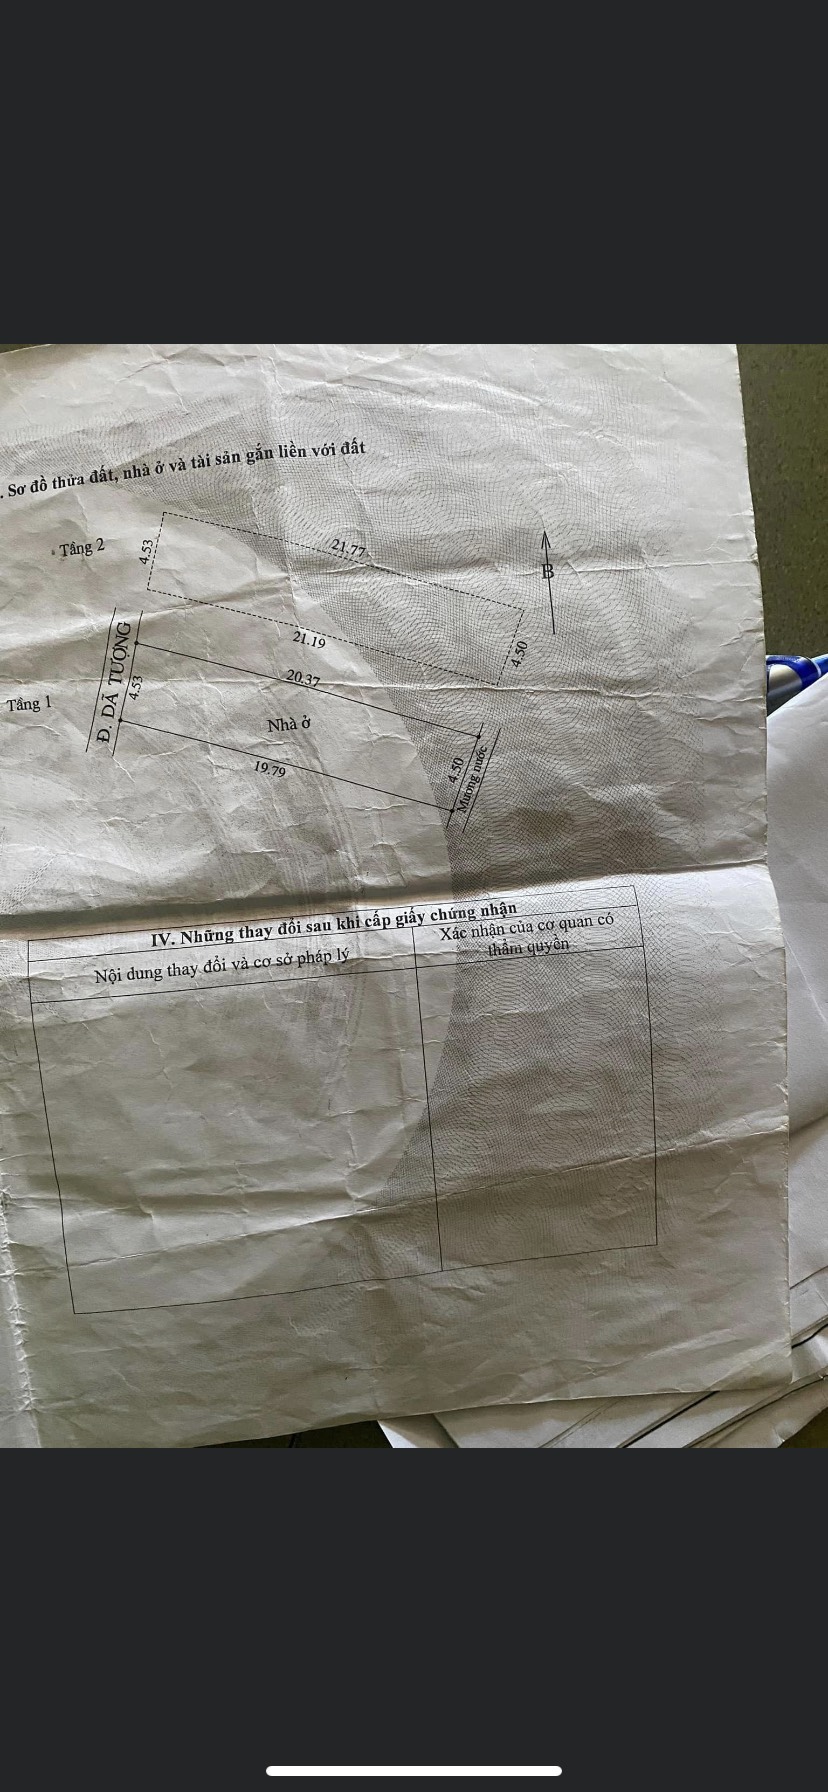 . Sơ đồ thửa đất, nhà ở và tài sản gắn liền với đất
Tầng 2
4.53
21.77
B
21.19
4.50
Đ. DÃ TƯỢNG
20.37
4.53
Tầng 1
Nhà ở
19.79
4.50
Mương nước
IV. Những thay đổi sau khi cấp giấy chứng nhận
Nội dung thay đổi và cơ sở pháp lý
Xác nhận của cơ quan có
thẩm quyền